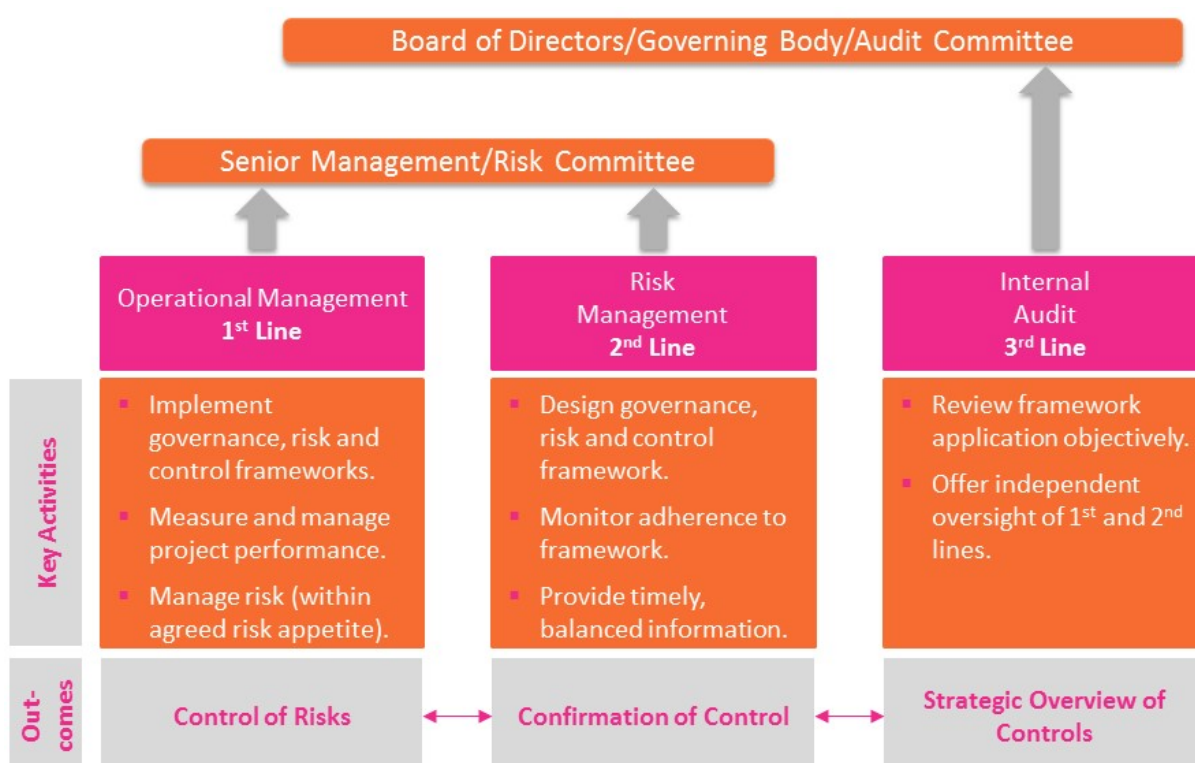 Board of Directors/Governing Body/Audit Committee
Senior Management/Risk Committee
Operational Management
1st Line
Risk
Management
2nd Line
Internal
Audit
3rd Line
Key Activities
▪ Implement
governance, risk and
control frameworks.
▪ Measure and manage
project performance.
▪ Manage risk (within
agreed risk appetite).
▪ Design governance,
risk and control
framework.
▪ Monitor adherence to
framework.
▪ Provide timely,
balanced information.
▪ Review framework
application objectively.
▪ Offer independent
oversight of 1st and 2nd
lines.
Out-
comes
Control of Risks
Confirmation of Control
Strategic Overview of
Controls